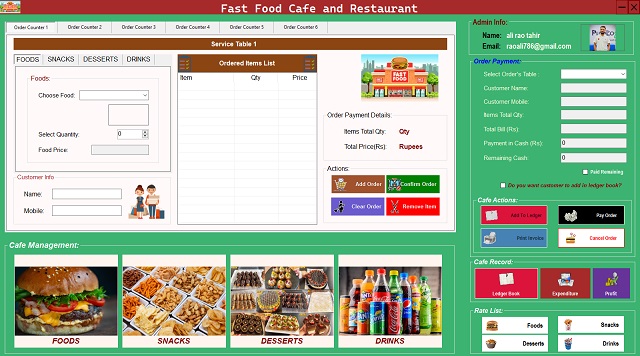 Fast Food Cafe and Restaurant
Order Counter 1
Order Counter 2
Order Counter 3
Order Counter 4
Order Counter 5
Order Counter 6
Service Table 1
FOODS
SNACKS
DESSERTS
DRINKS
Foods:
Choose Food:
Select Quantity:
0
Food Price:
Customer Info
Name:
Mobile:
Ordered Items List
Item Qty Price
FAST
FOOD
Order Payment Details:
Items Total Qty: Qty
Total Price(Rs): Rupees
Actions:
Add Order
Confirm Order
Clear Order
Remove Item
Admin Info:
Name: ali rao tahir
Email: raoali786@gmail.com
Order Payment:
Select Order's Table:
Customer Name:
Customer Mobile:
Items Total Qty:
Total Bill (Rs):
Payment in Cash (Rs): 0
Remaining Cash: 0
Paid Remaining
Do you want customer to add in ledger book?
Cafe Actions:
Add To Ledger
Pay Order
Print Invoice
Cancel Order
Cafe Record:
Ledger Book
Expenditure
Profit
Rate List:
Foods
Snacks
Desserts
Drinks
Cafe Management:
FOODS
SNACKS
DESSERTS
DRINKS